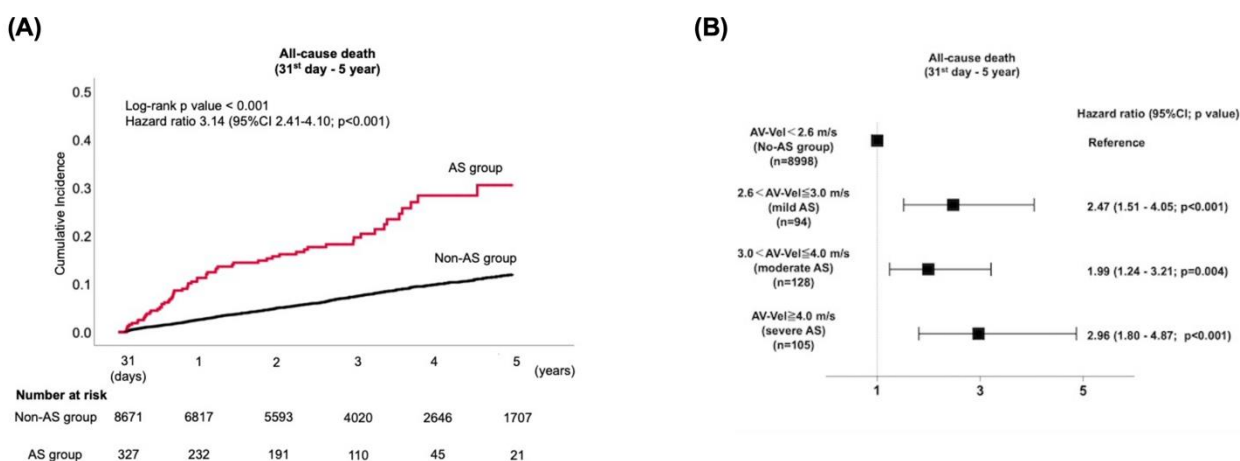 (A)
All-cause death
(31st day - 5 year)
Log-rank p value < 0.001
Hazard ratio 3.14 (95%CI 2.41-4.10; p<0.001)
Cumulative Incidence
0.5
0.4
0.3
0.2
0.1
0.0
AS group
Non-AS group
31 1 2 3 4 5
(days) (years)
Number at risk
Non-AS group 8671 6817 5593 4020 2646 1707
AS group 327 232 191 110 45 21
(B)
All-cause death
(31st day - 5 year)
Hazard ratio (95%CI; p value)
AV-Vel<2.6 m/s
(No-AS group)
(n=8998)
Reference
2.6<AV-Vel≦3.0 m/s
(mild AS)
(n=94)
2.47 (1.51 - 4.05; p<0.001)
3.0<AV-Vel≦4.0 m/s
(moderate AS)
(n=128)
1.99 (1.24 - 3.21; p=0.004)
AV-Vel≧4.0 m/s
(severe AS)
(n=105)
2.96 (1.80 - 4.87; p<0.001)
1 3 5